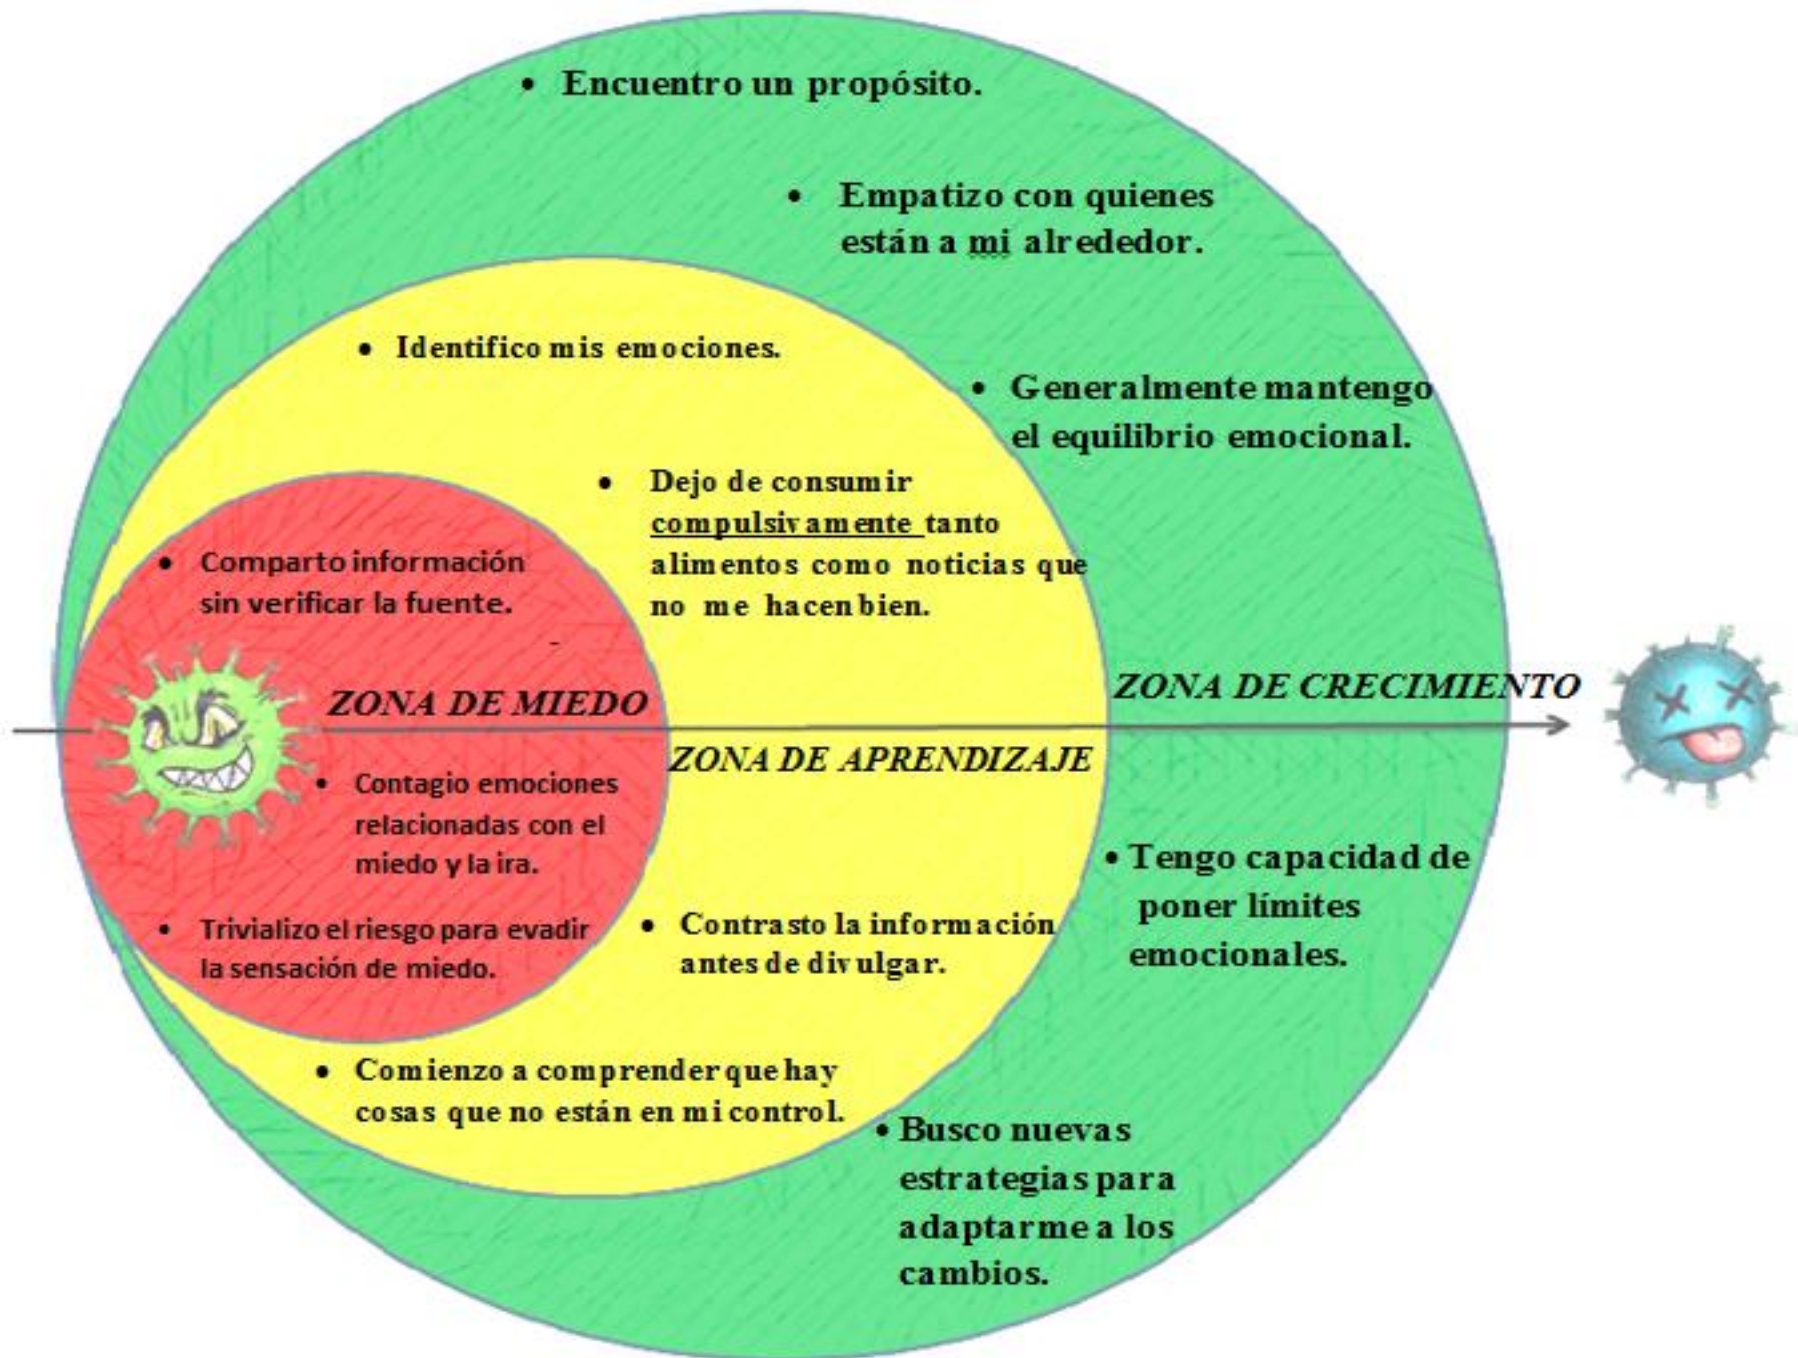 • Encuentro un propósito.
• Empatizo con quienes
están a mi alrededor.
• Identifico mis emociones.
• Generalmente mantengo
el equilibrio emocional.
• Dejo de consumir
compulsivamente tanto
alimentos como noticias que
no me hacen bien.
• Comparto información
sin verificar la fuente.
-
ZONA DE MIEDO
ZONA DE APRENDIZAJE
ZONA DE CRECIMIENTO
• Contagio emociones
relacionadas con el
miedo y la ira.
• Trivializo el riesgo para evadir
la sensación de miedo.
• Contrasto la información
antes de divulgar.
• Tengo capacidad de
poner límites
emocionales.
• Comienzo a comprender que hay
cosas que no están en mi control.
• Busco nuevas
estrategias para
adaptarme a los
cambios.